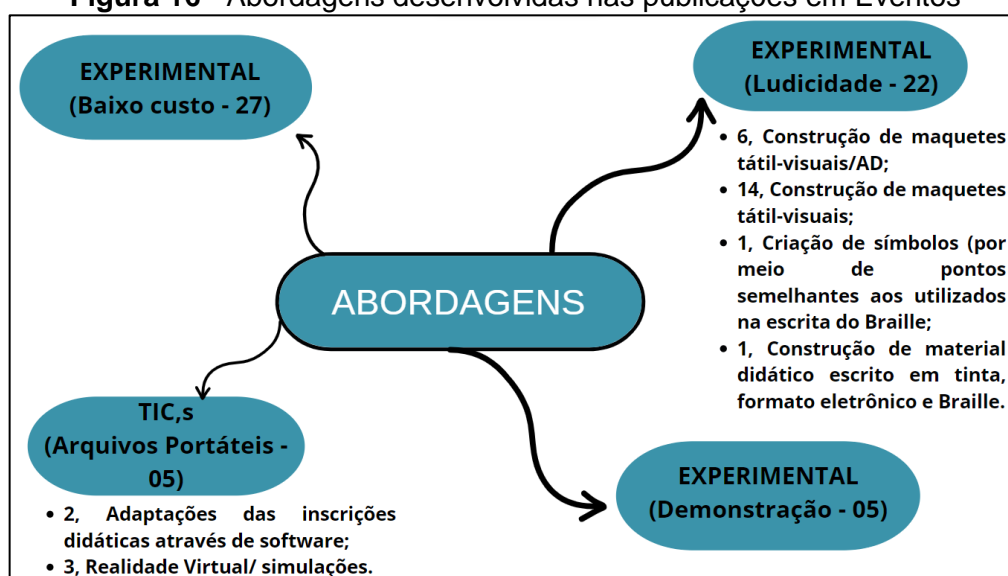 Figura 10 - Abordagens desenvolvidas nas publicações em Eventos
EXPERIMENTAL
(Baixo custo - 27)
EXPERIMENTAL
(Ludicidade - 22)
• 6, Construção de maquetes
tátil-visuais/AD;
• 14, Construção de maquetes
tátil-visuais;
• 1, Criação de símbolos (por
meio de pontos
semelhantes aos utilizados
na escrita do Braille;
• 1, Construção de material
didático escrito em tinta,
formato eletrônico e Braille.
ABORDAGENS
TIC,s
(Arquivos Portáteis -
05)
• 2, Adaptações das inscrições
didáticas através de software;
• 3, Realidade Virtual/ simulações.
EXPERIMENTAL
(Demonstração - 05)